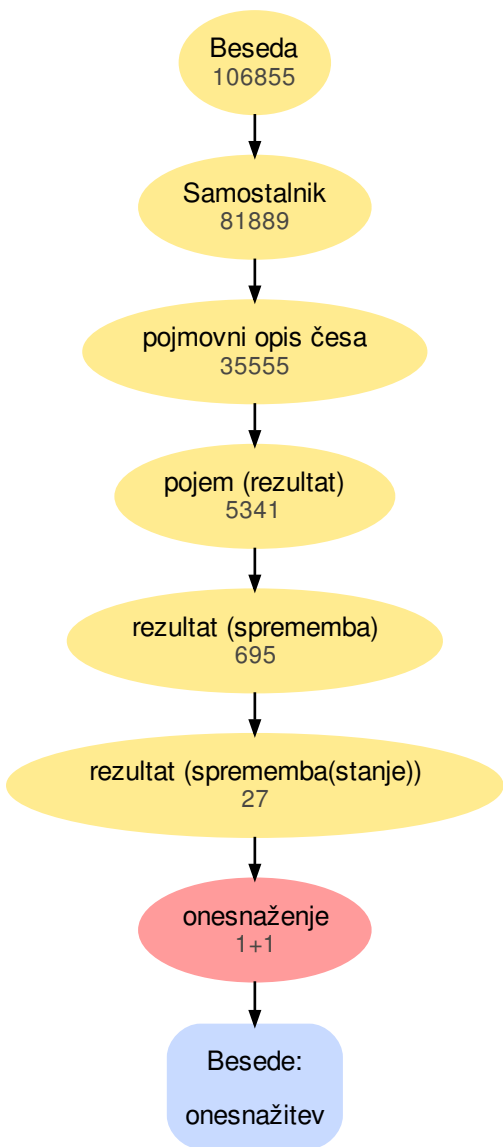 Beseda
106855
Samostalnik
81889
pojmovni opis česa
35555
pojem (rezultat)
5341
rezultat (sprememba)
695
rezultat (sprememba(stanje))
27
onesnaženje
1+1
Besede:
onesnažitev